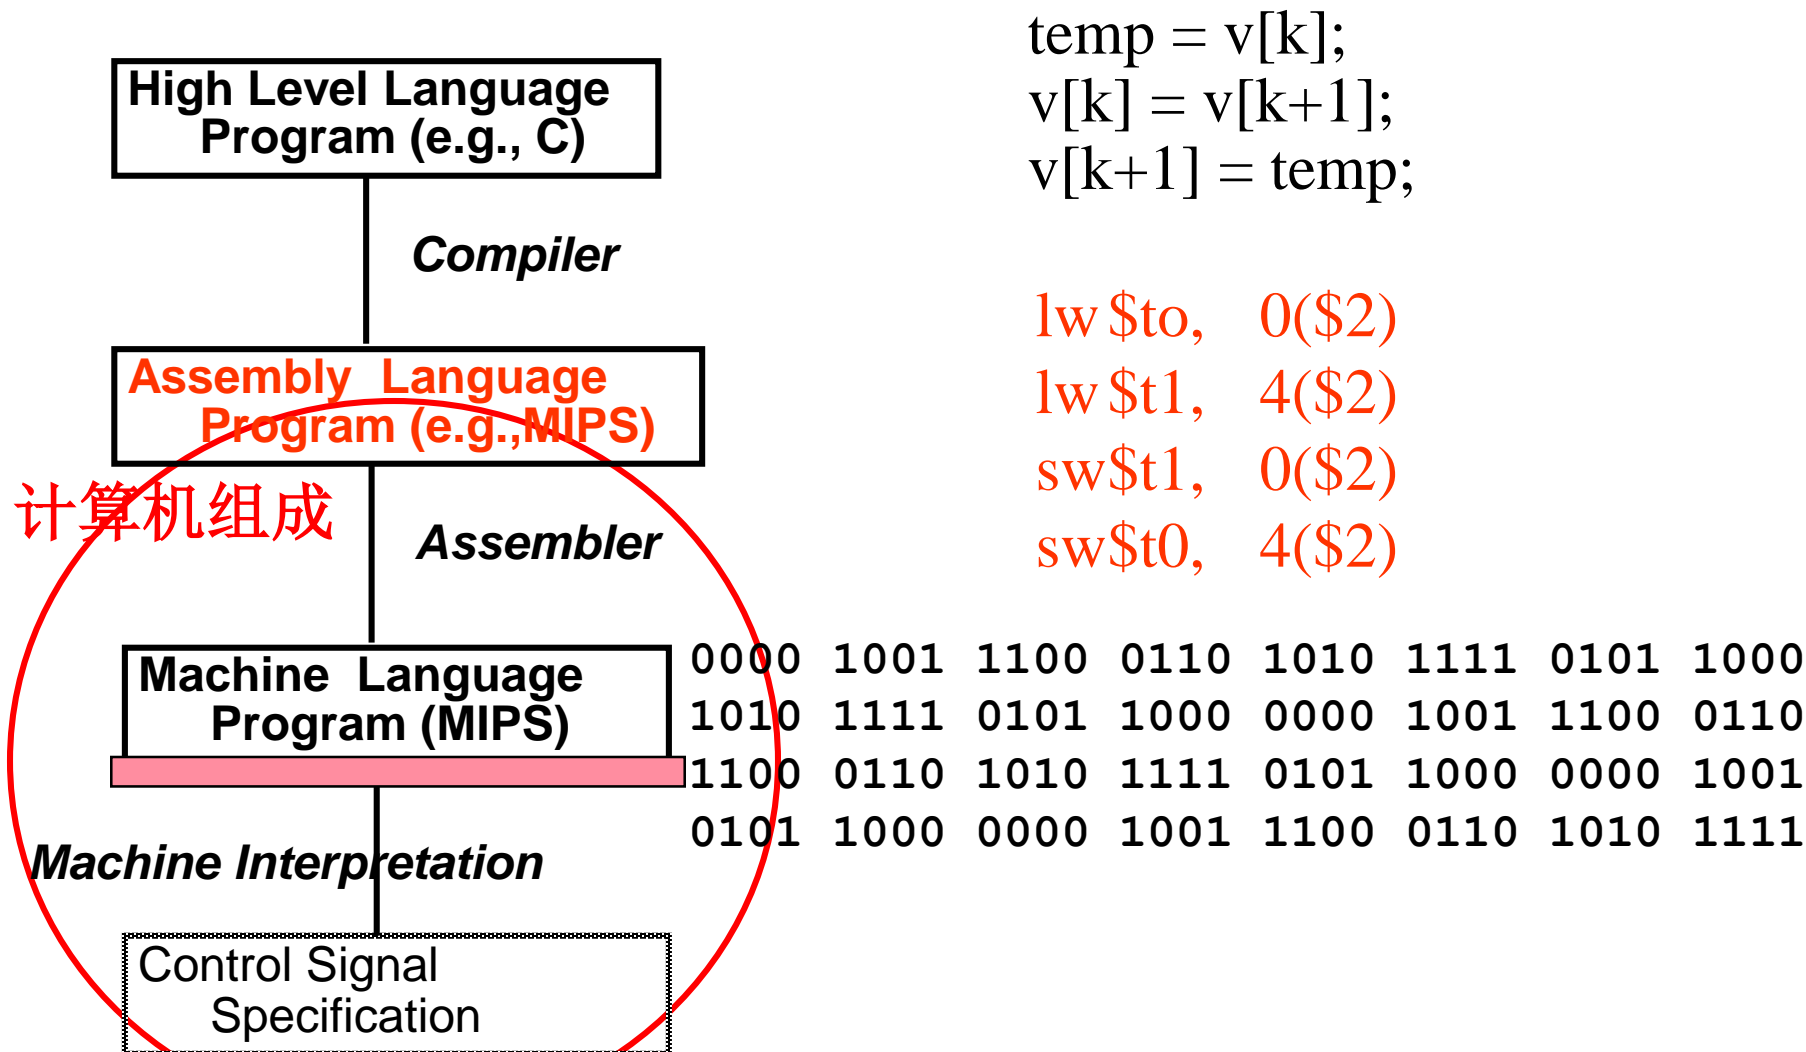 High Level Language
Program (e.g., C)
Compiler
Assembly Language
Program (e.g.,MIPS)
计算机组成
Assembler
Machine Language
Program (MIPS)
Machine Interpretation
Control Signal
Specification
temp = v[k];
v[k] = v[k+1];
v[k+1] = temp;
lw $to, 0($2)
lw $t1, 4($2)
sw$t1, 0($2)
sw$t0, 4($2)
0000 1001 1100 0110 1010 1111 0101 1000
1010 1111 0101 1000 0000 1001 1100 0110
1100 0110 1010 1111 0101 1000 0000 1001
0101 1000 0000 1001 1100 0110 1010 1111